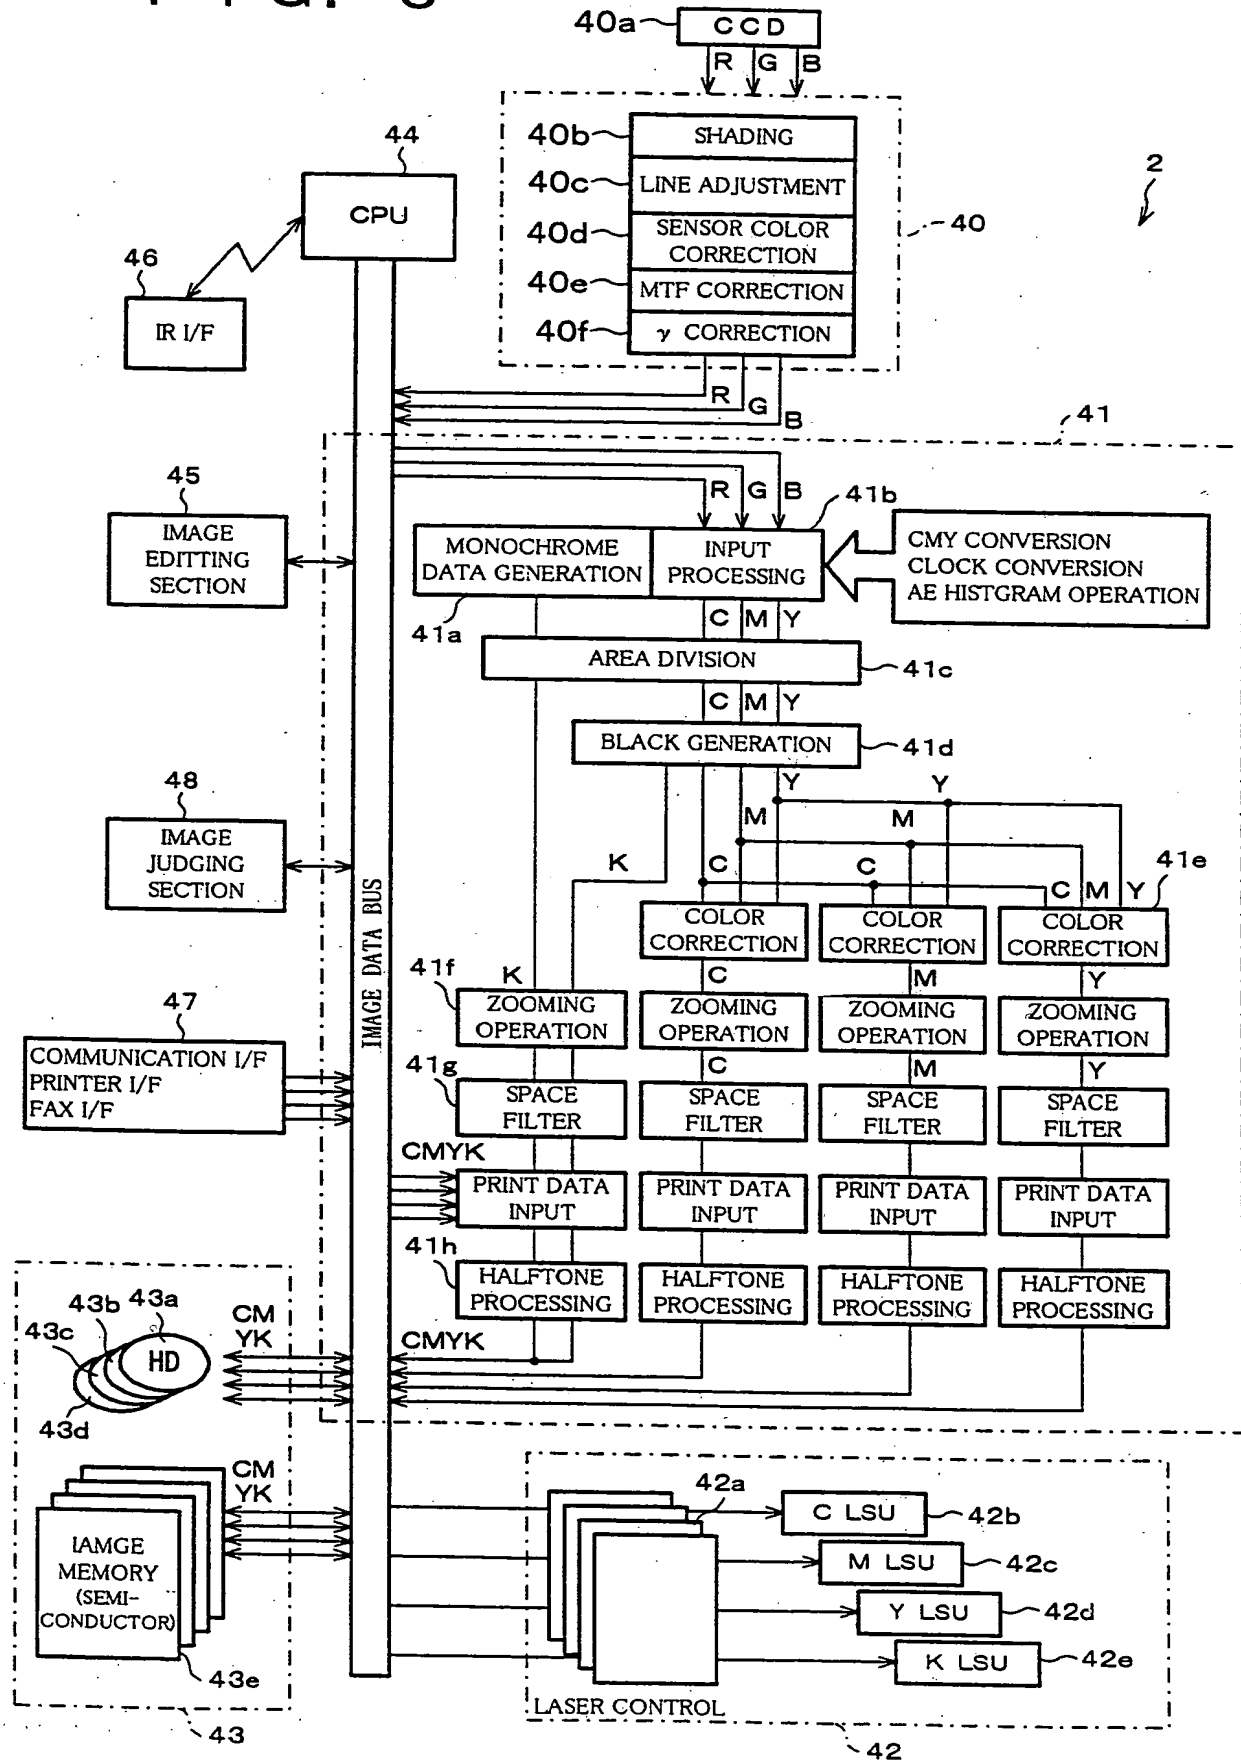 FIG. 
40a
CCD
R G B
40b
SHADING
40c
LINE ADJUSTMENT
40d
SENSOR COLOR
CORRECTION
40e
MTF CORRECTION
40f
γ CORRECTION
40
2
44
CPU
46
IR I/F
R
G
B
41
R G B
41b
45
IMAGE
EDITTING
SECTION
MONOCHROME
DATA GENERATION
41a
INPUT
PROCESSING
CMY CONVERSION
CLOCK CONVERSION
AE HISTGRAM OPERATION
C M Y
AREA DIVISION
41c
C M Y
BLACK GENERATION
41d
48
IMAGE
JUDGING
SECTION
IMAGE DATA BUS
Y
Y
M
M
K
C
C
C M Y
41e
COLOR
CORRECTION
COLOR
CORRECTION
COLOR
CORRECTION
41f
K
C
M
Y
ZOOMING
OPERATION
ZOOMING
OPERATION
ZOOMING
OPERATION
ZOOMING
OPERATION
47
COMMUNICATION I/F
PRINTER I/F
FAX I/F
41g
C
M
Y
SPACE
FILTER
SPACE
FILTER
SPACE
FILTER
SPACE
FILTER
CMYK
PRINT DATA
INPUT
PRINT DATA
INPUT
PRINT DATA
INPUT
PRINT DATA
INPUT
41h
HALFTONE
PROCESSING
HALFTONE
PROCESSING
HALFTONE
PROCESSING
HALFTONE
PROCESSING
CMYK
43a
43b
43c
43d
HD
CM
YK
CM
YK
IAMGE
MEMORY
(SEMI-
CONDUCTOR)
43e
43
42a
C LSU
42b
M LSU
42c
Y LSU
42d
K LSU
42e
LASER CONTROL
42